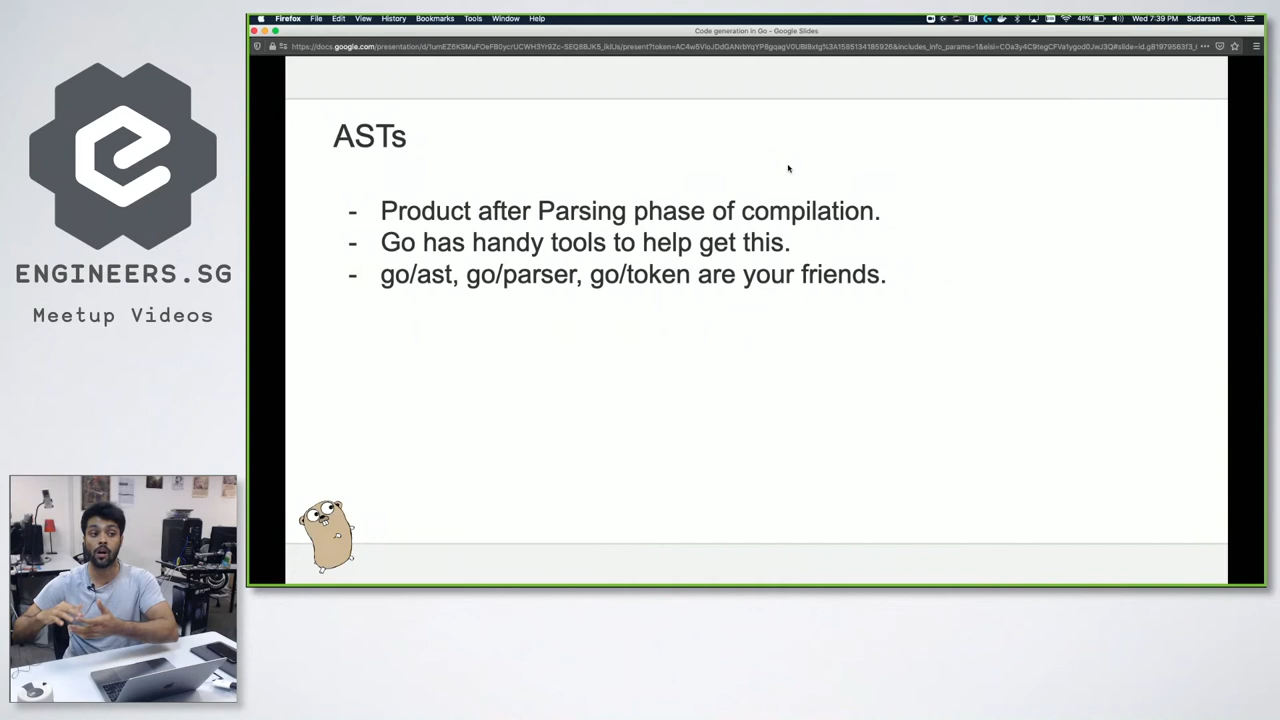 Firefox File Edit View History Bookmarks Tools Window Help
48% Wed 7:39 PM Sudarsan
Code generation in Go - Google Slides
ENGINEERS.SG
Meetup Videos
ASTs
- Product after Parsing phase of compilation.
- Go has handy tools to help get this.
- go/ast, go/parser, go/token are your friends.